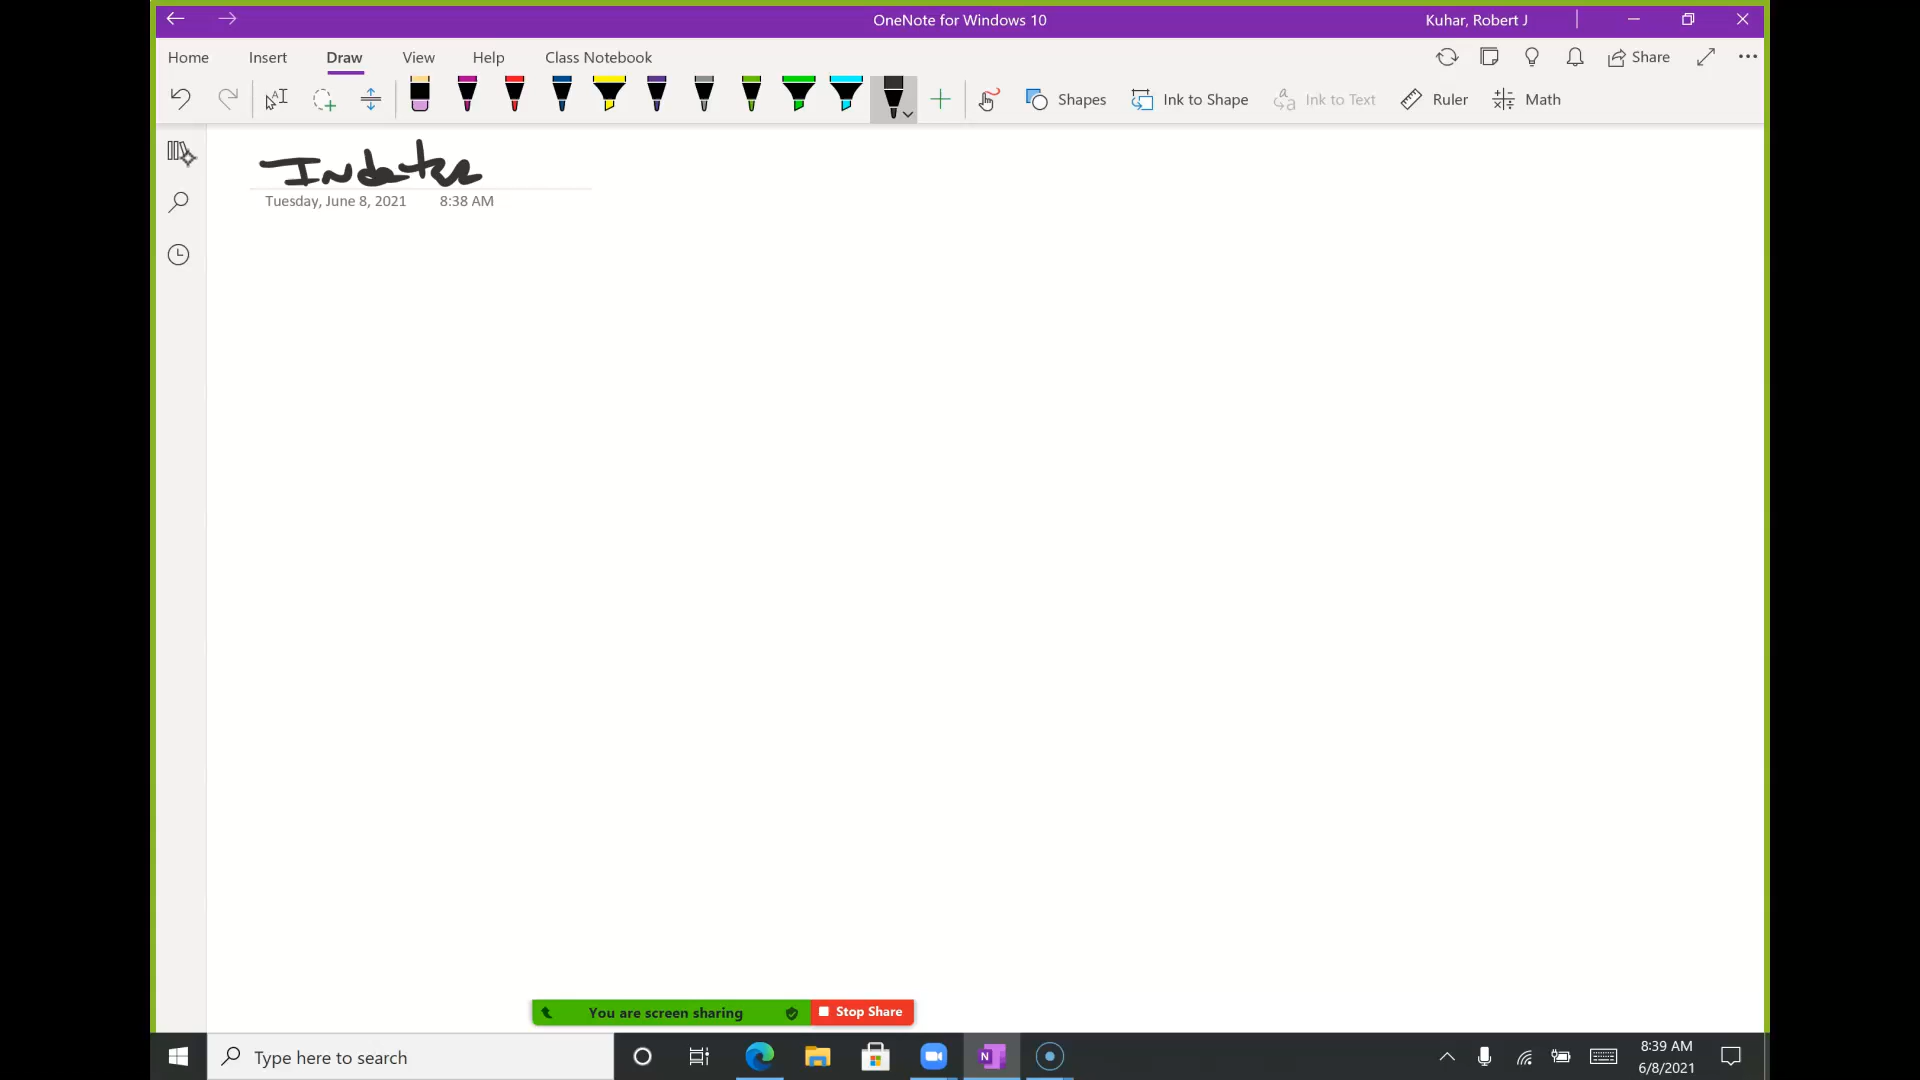 OneNote for Windows 10 Kuhar, Robert J
Home Insert Draw View Help Class Notebook Share
Shapes Ink to Shape Ink to Text Ruler Math
Tuesday, June 8, 2021 8:38 AM
You are screen sharing Stop Share
Type here to search
8:39 AM
6/8/2021